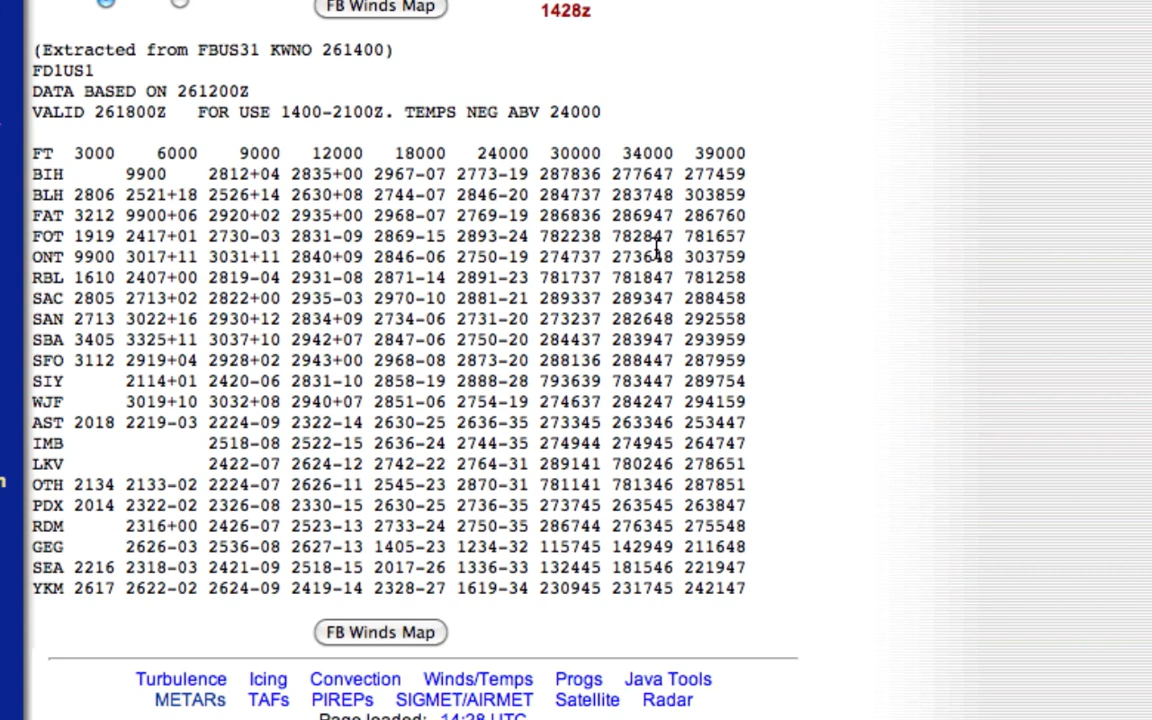 FB Winds Map
1428z
(Extracted from FBUS31 KWNO 261400)
FD1US1
DATA BASED ON 261200Z
VALID 261800Z   FOR USE 1400-2100Z. TEMPS NEG ABV 24000
FT  3000    6000    9000   12000   18000   24000  30000  34000  39000
BIH         9900    2812+04 2835+00 2967-07 2773-19 287836 277647 277459
BLH 2806 2521+18 2526+14 2630+08 2744-07 2846-20 284737 283748 303859
FAT 3212 9900+06 2920+02 2935+00 2968-07 2769-19 286836 286947 286760
FOT 1919 2417+01 2730-03 2831-09 2869-15 2893-24 782238 782847 781657
ONT 9900 3017+11 3031+11 2840+09 2846-06 2750-19 274737 273648 303759
RBL 1610 2407+00 2819-04 2931-08 2871-14 2891-23 781737 781847 781258
SAC 2805 2713+02 2822+00 2935-03 2970-10 2881-21 289337 289347 288458
SAN 2713 3022+16 2930+12 2834+09 2734-06 2731-20 273237 282648 292558
SBA 3405 3325+11 3037+10 2942+07 2847-06 2750-20 284437 283947 293959
SFO 3112 2919+04 2928+02 2943+00 2968-08 2873-20 288136 288447 287959
SIY      2114+01 2420-06 2831-10 2858-19 2888-28 793639 783447 289754
WJF      3019+10 3032+08 2940+07 2851-06 2754-19 274637 284247 294159
AST 2018 2219-03 2224-09 2322-14 2630-25 2636-35 273345 263346 253447
IMB              2518-08 2522-15 2636-24 2744-35 274944 274945 264747
LKV              2422-07 2624-12 2742-22 2764-31 289141 780246 278651
OTH 2134 2133-02 2224-07 2626-11 2545-23 2870-31 781141 781346 287851
PDX 2014 2322-02 2326-08 2330-15 2630-25 2736-35 273745 263545 263847
RDM      2316+00 2426-07 2523-13 2733-24 2750-35 286744 276345 275548
GEG      2626-03 2536-08 2627-13 1405-23 1234-32 115745 142949 211648
SEA 2216 2318-03 2421-09 2518-15 2017-26 1336-33 132445 181546 221947
YKM 2617 2622-02 2624-09 2419-14 2328-27 1619-34 230945 231745 242147
FB Winds Map
Turbulence Icing Convection Winds/Temps Progs Java Tools
METARs TAFs PIREPs SIGMET/AIRMET Satellite Radar
Page loaded: 14:28 UTC